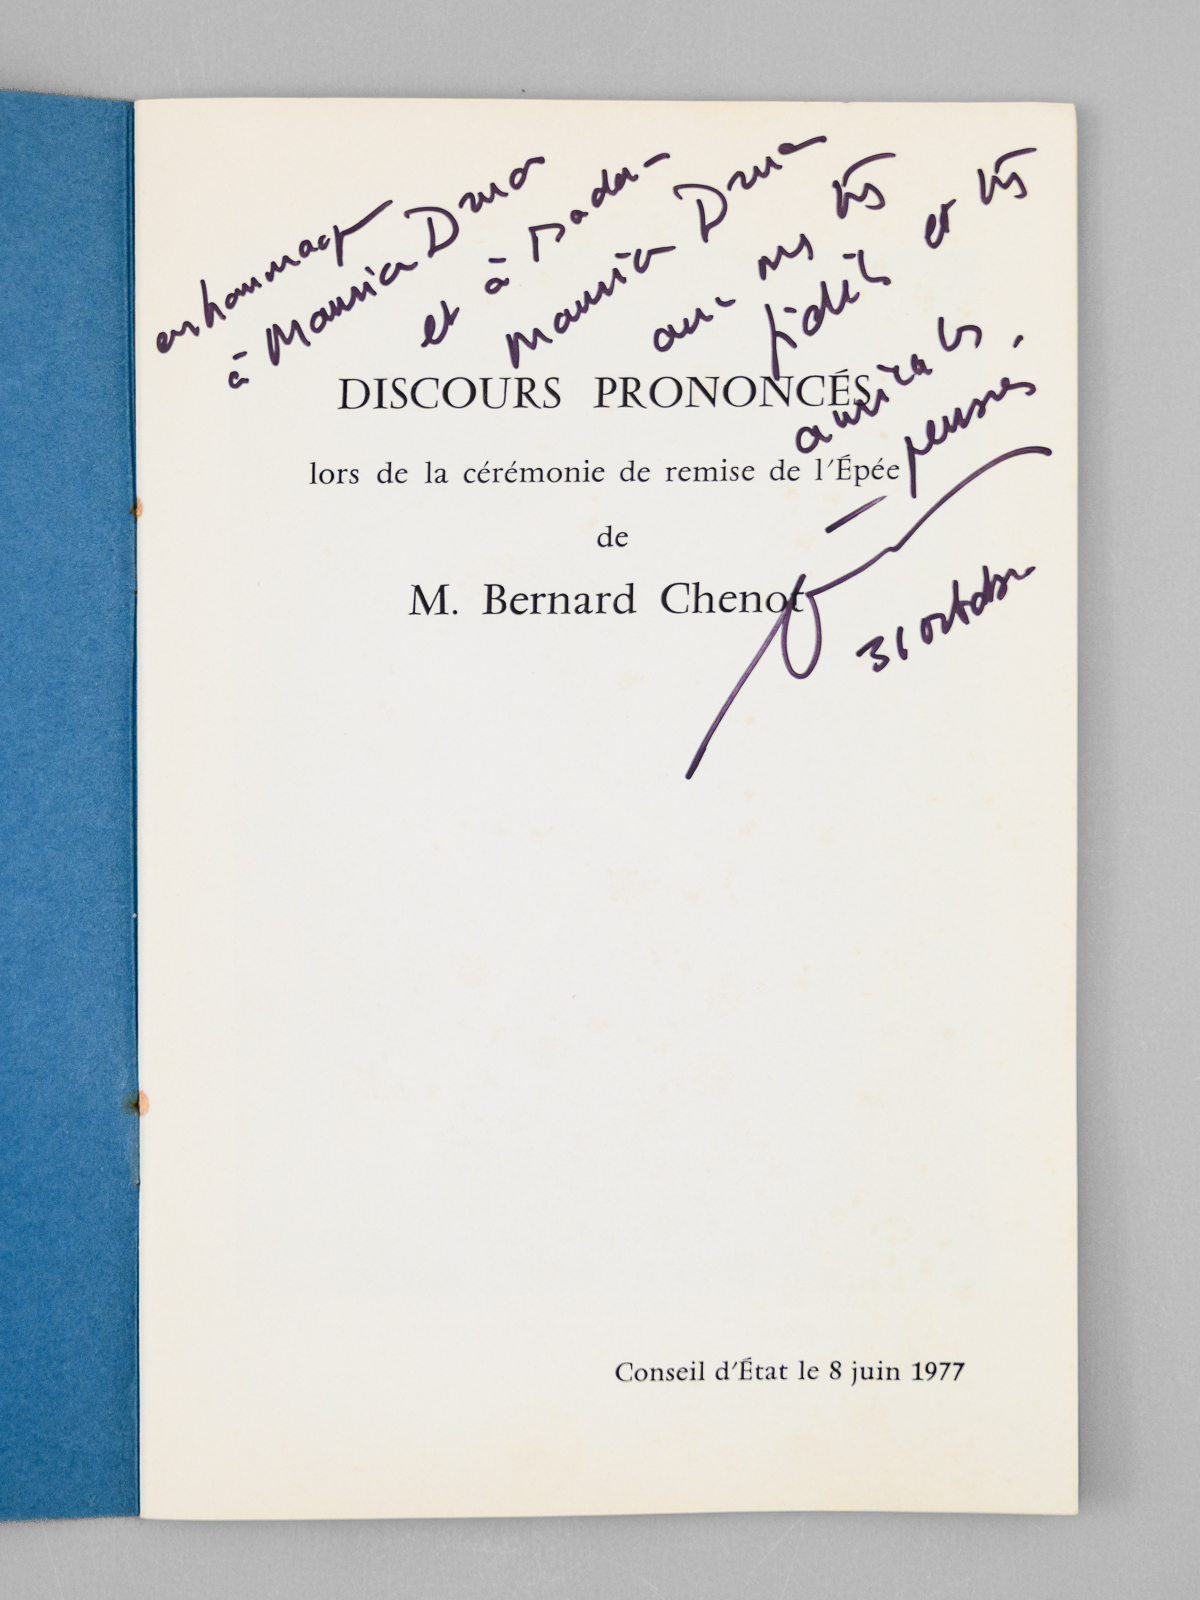 en hommage
à Maurice Druon
et à Madame
Maurice Druon
avec mes très
fidèles et très
amicales
pensées
DISCOURS PRONONCÉS
lors de la cérémonie de remise de l'Épée
de
M. Bernard Chenot
31 octobre
Conseil d'État le 8 juin 1977